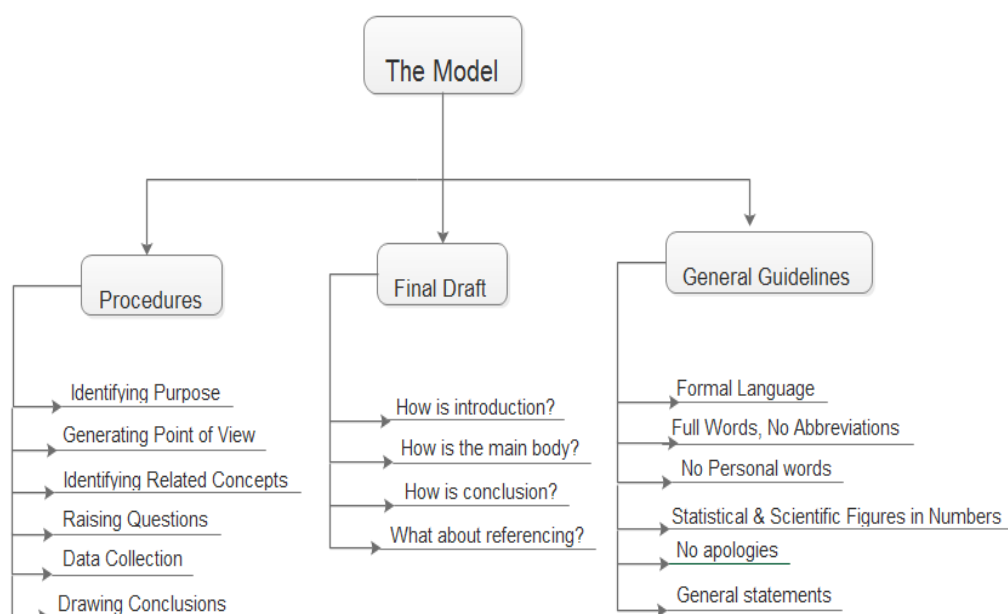 The Model
Procedures
Identifying Purpose
Generating Point of View
Identifying Related Concepts
Raising Questions
Data Collection
Drawing Conclusions
Final Draft
How is introduction?
How is the main body?
How is conclusion?
What about referencing?
General Guidelines
Formal Language
Full Words, No Abbreviations
No Personal words
Statistical & Scientific Figures in Numbers
No apologies
General statements